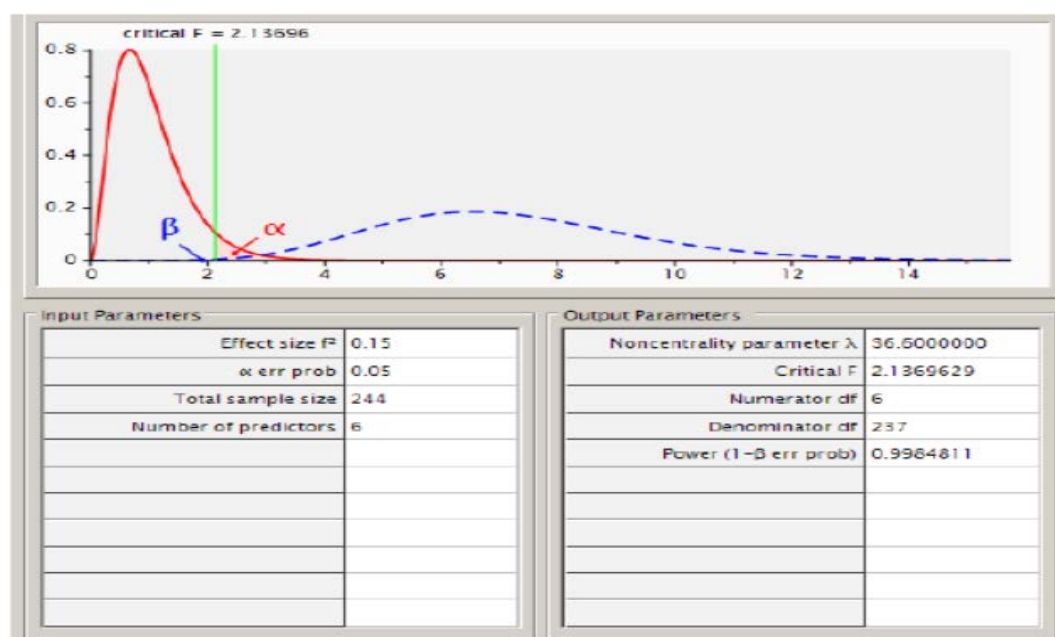 critical F = 2.13696
0.8
0.6
0.4
0.2
0
β
α
0 2 4 6 8 10 12 14
Input Parameters
Effect size f² 0.15
α err prob 0.05
Total sample size 244
Number of predictors 6
Output Parameters
Noncentrality parameter λ 36.6000000
Critical F 2.1369629
Numerator df 6
Denominator df 237
Power (1-β err prob) 0.9984811